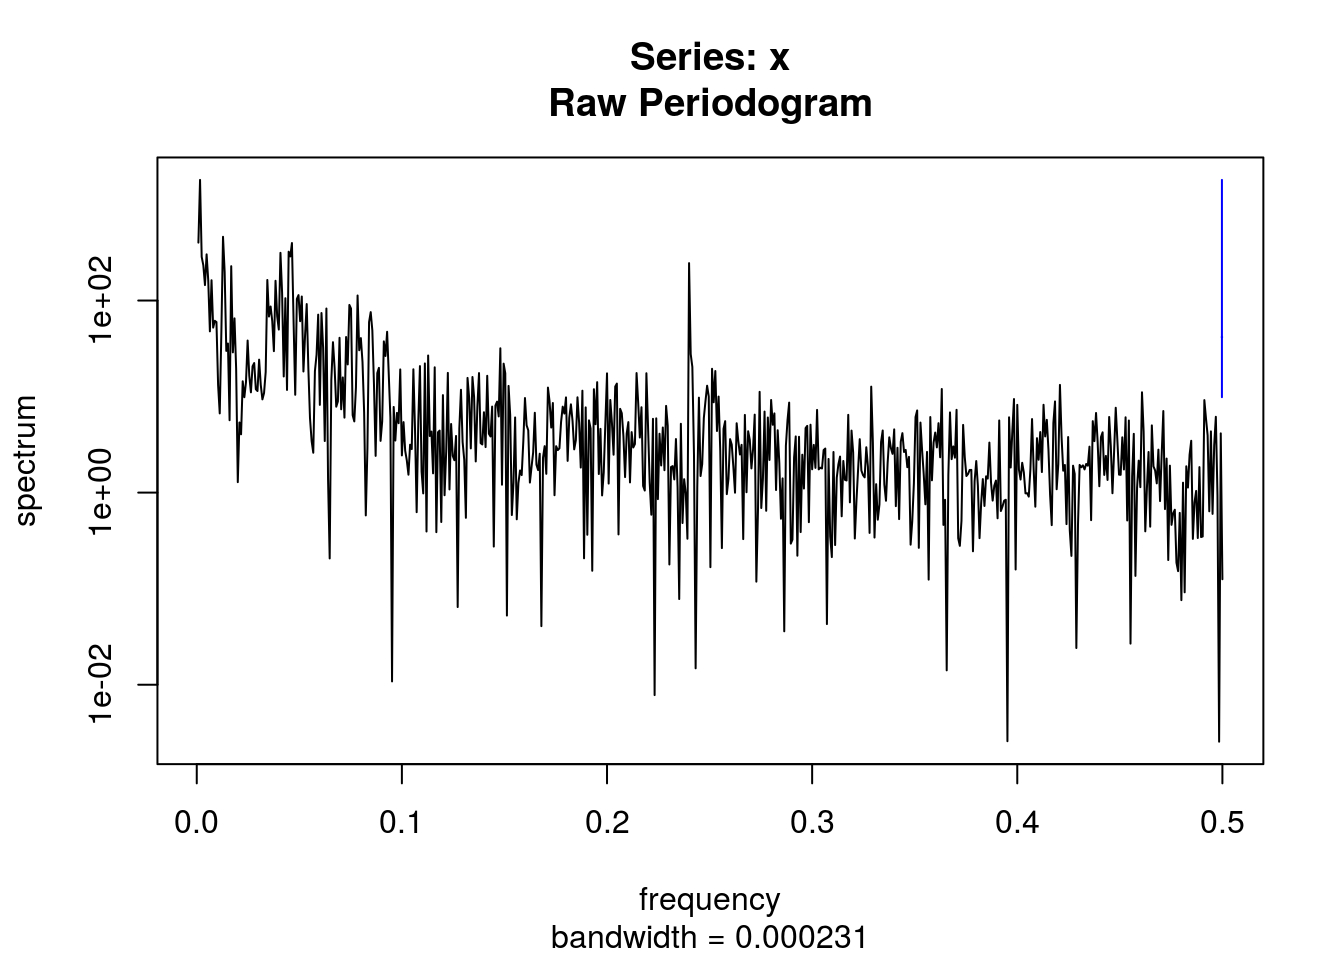 Series: x
Raw Periodogram
spectrum
1e+02
1e+00
1e-02
0.0 0.1 0.2 0.3 0.4 0.5
frequency
bandwidth = 0.000231